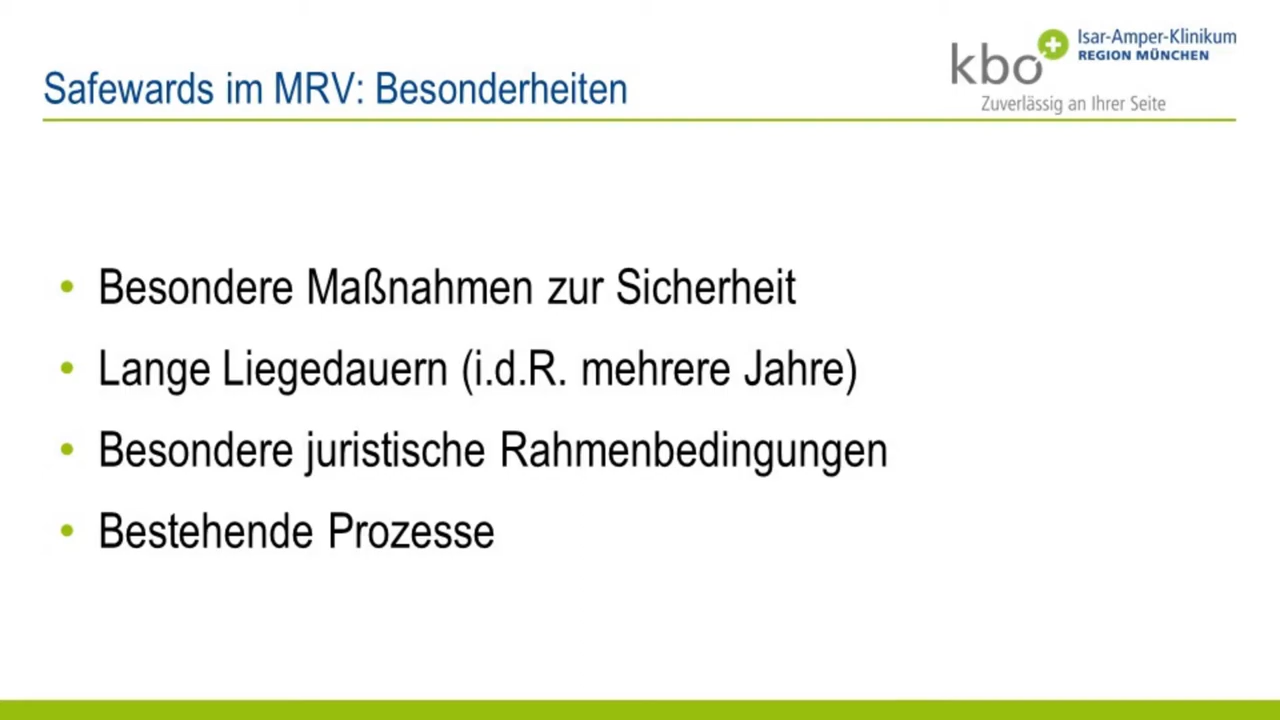 Safewards im MRV: Besonderheiten
kbo
Isar-Amper-Klinikum
REGION MÜNCHEN
Zuverlässig an Ihrer Seite
• Besondere Maßnahmen zur Sicherheit
• Lange Liegedauern (i.d.R. mehrere Jahre)
• Besondere juristische Rahmenbedingungen
• Bestehende Prozesse